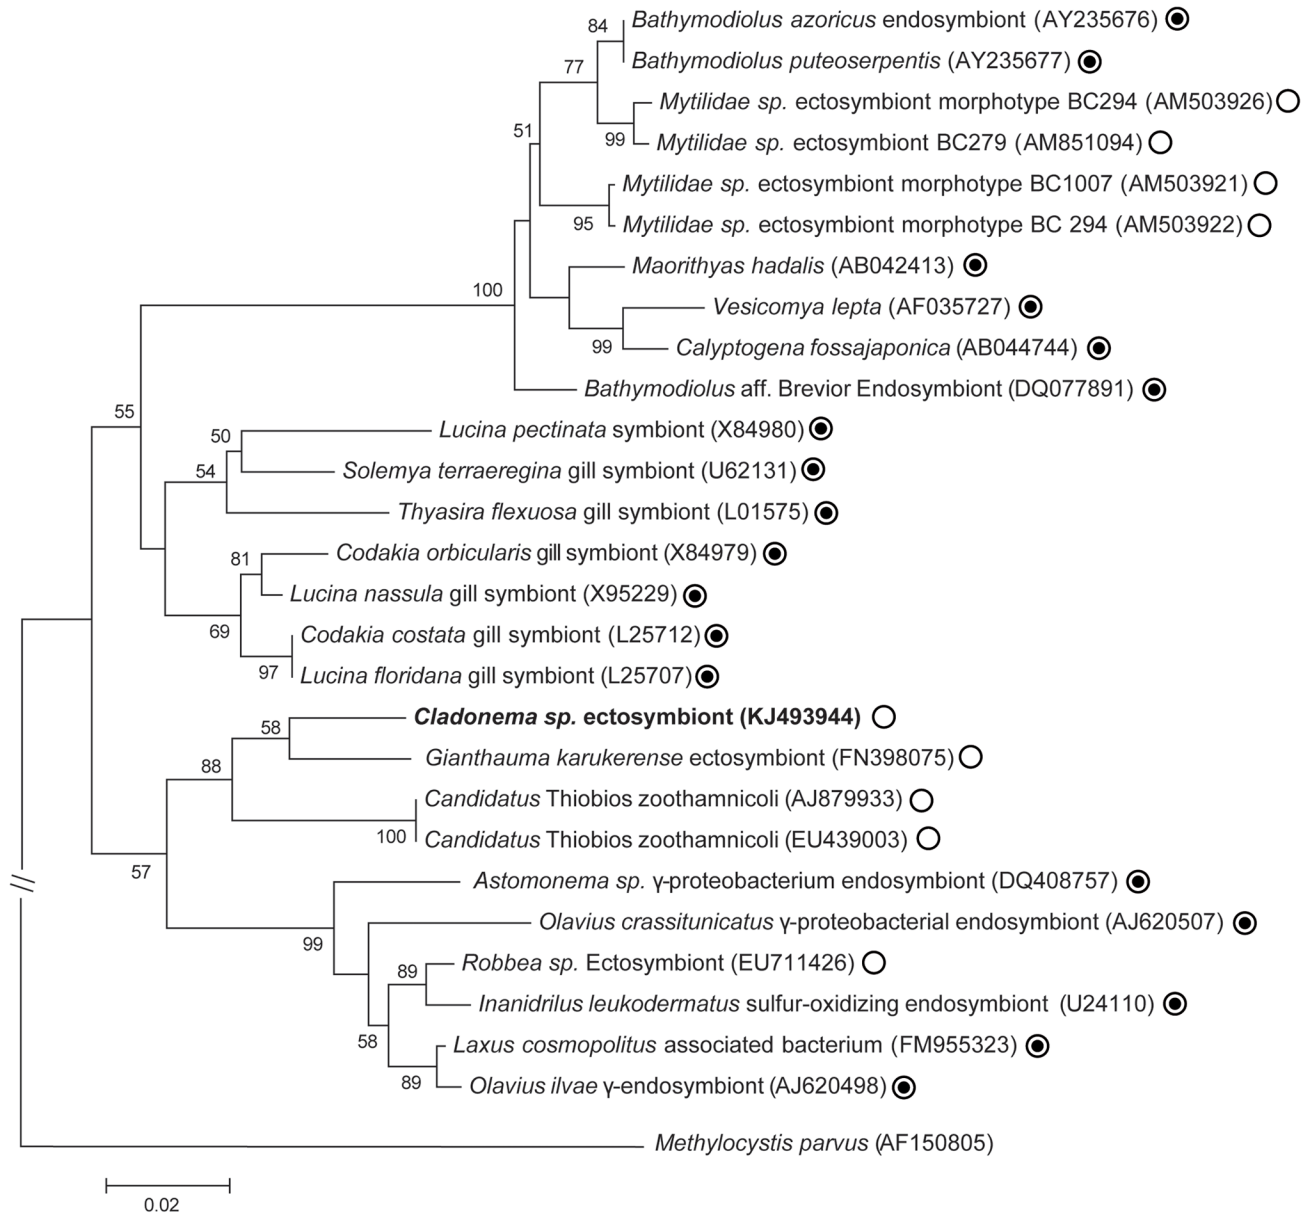 84
Bathymodiolus azoricus endosymbiont (AY235676)
Bathymodiolus puteoserpentis (AY235677)
77
Mytilidae sp. ectosymbiont morphotype BC294 (AM503926)
99
Mytilidae sp. ectosymbiont BC279 (AM851094)
51
Mytilidae sp. ectosymbiont morphotype BC1007 (AM503921)
95
Mytilidae sp. ectosymbiont morphotype BC 294 (AM503922)
Maorithyas hadalis (AB042413)
100
Vesicomya lepta (AF035727)
99
Calyptogena fossajaponica (AB044744)
Bathymodiolus aff. Brevior Endosymbiont (DQ077891)
55
50
Lucina pectinata symbiont (X84980)
54
Solemya terraeregina gill symbiont (U62131)
Thyasira flexuosa gill symbiont (L01575)
81
Codakia orbicularis gill symbiont (X84979)
Lucina nassula gill symbiont (X95229)
69
Codakia costata gill symbiont (L25712)
97
Lucina floridana gill symbiont (L25707)
58
Cladonema sp. ectosymbiont (KJ493944)
88
Gianthauma karukerense ectosymbiont (FN398075)
Candidatus Thiobios zoothamnicoli (AJ879933)
100
Candidatus Thiobios zoothamnicoli (EU439003)
57
Astomonema sp. γ-proteobacterium endosymbiont (DQ408757)
99
Olavius crassitunicatus γ-proteobacterial endosymbiont (AJ620507)
89
Robbea sp. Ectosymbiont (EU711426)
Inanidrilus leukodermatus sulfur-oxidizing endosymbiont (U24110)
58
Laxus cosmopolitus associated bacterium (FM955323)
89
Olavius ilvae γ-endosymbiont (AJ620498)
//
Methylocystis parvus (AF150805)
0.02